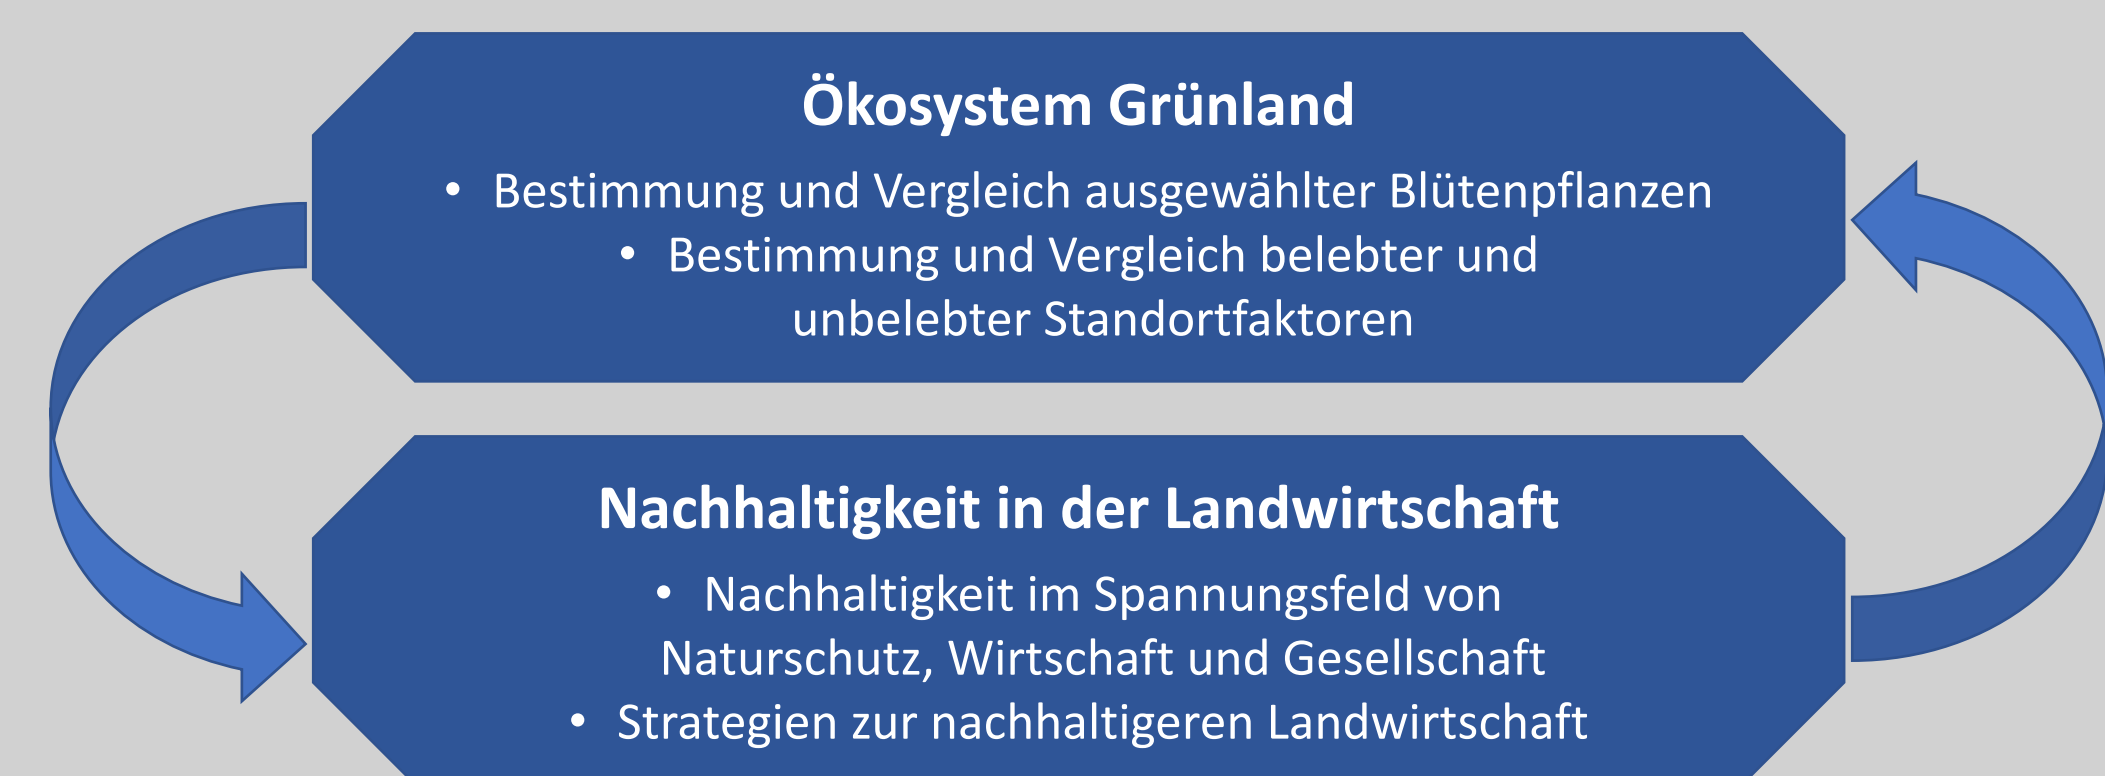 Ökosystem Grünland
• Bestimmung und Vergleich ausgewählter Blütenpflanzen
• Bestimmung und Vergleich belebter und
unbelebter Standortfaktoren
Nachhaltigkeit in der Landwirtschaft
• Nachhaltigkeit im Spannungsfeld von
Naturschutz, Wirtschaft und Gesellschaft
• Strategien zur nachhaltigeren Landwirtschaft